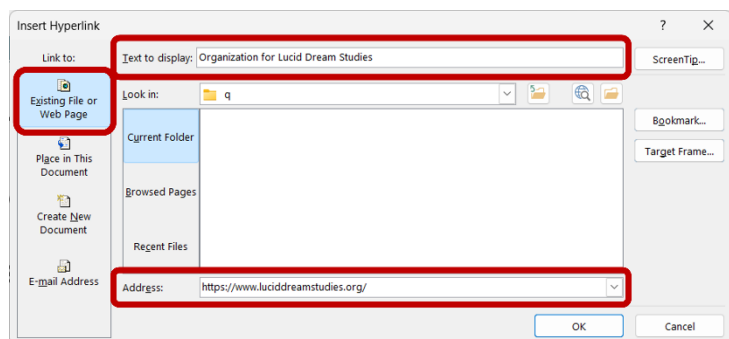 Insert Hyperlink
?
Link to:
Text to display: Organization for Lucid Dream Studies
ScreenTip...
Existing File or
Web Page
Look in: q
Bookmark...
Current Folder
Target Frame...
Place in This
Document
Browsed Pages
Create New
Document
Recent Files
E-mail Address
Address: https://www.luciddreamstudies.org/
OK
Cancel